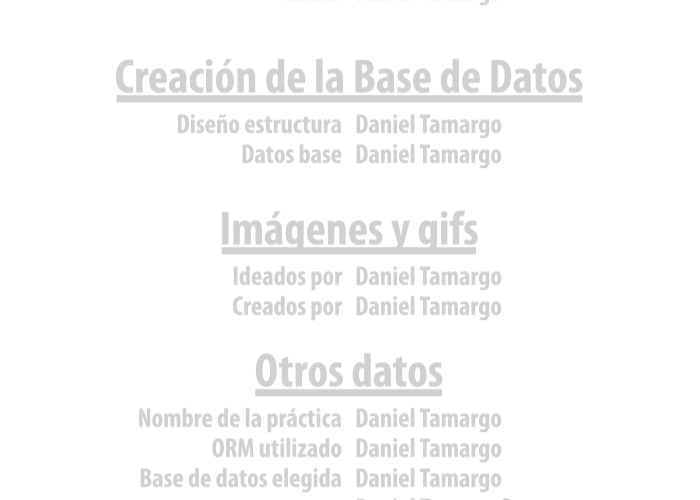 Creación de la Base de Datos
Diseño estructura Daniel Tamargo
Datos base Daniel Tamargo
Imágenes y gifs
Ideados por Daniel Tamargo
Creados por Daniel Tamargo
Otros datos
Nombre de la práctica Daniel Tamargo
ORM utilizado Daniel Tamargo
Base de datos elegida Daniel Tamargo